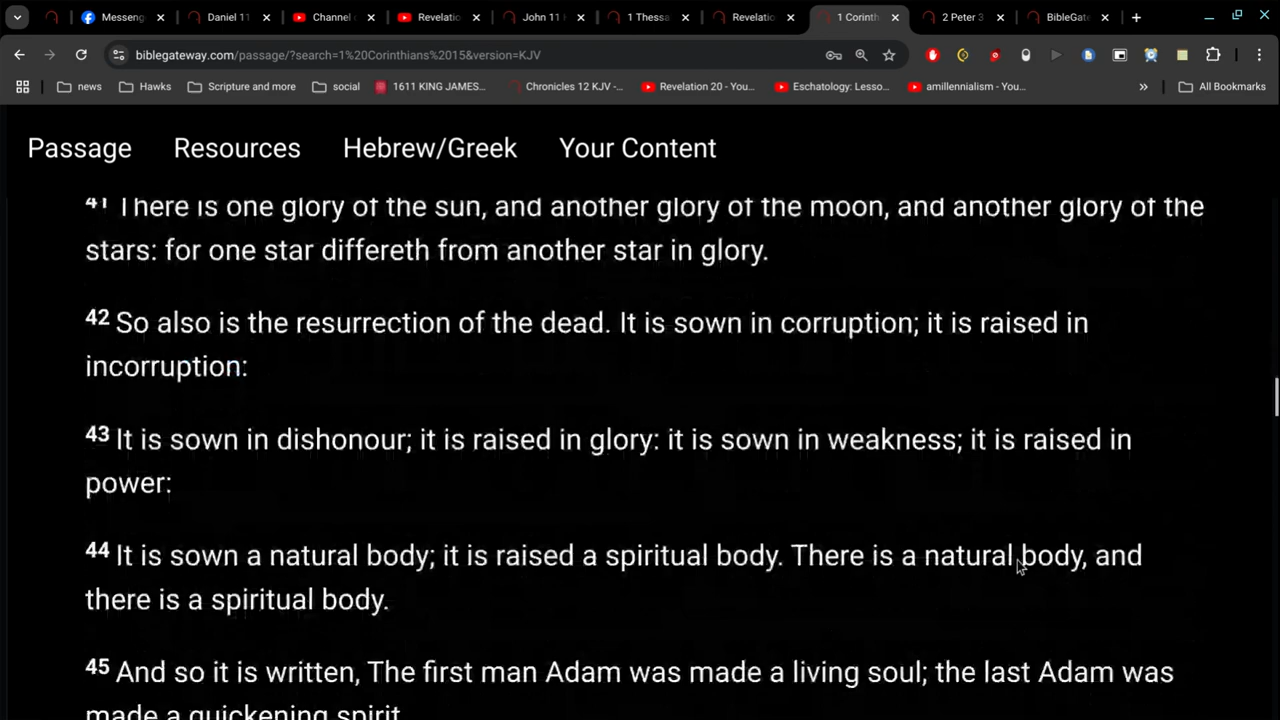 Messeng
Daniel 11
Channel
Revelatio
John 11
1 Thessa
Revelatio
1 Corinth
2 Peter 3
BibleGat
biblegateway.com/passage/?search=1%20Corinthians%2015&version=KJV
news
Hawks
Scripture and more
social
1611 KING JAMES...
Chronicles 12 KJV -...
Revelation 20 - You...
Eschatology: Lesso...
amillennialism - You...
All Bookmarks
Passage
Resources
Hebrew/Greek
Your Content
41 There is one glory of the sun, and another glory of the moon, and another glory of the
stars: for one star differeth from another star in glory.
42 So also is the resurrection of the dead. It is sown in corruption; it is raised in
incorruption:
43 It is sown in dishonour; it is raised in glory: it is sown in weakness; it is raised in
power:
44 It is sown a natural body; it is raised a spiritual body. There is a natural body, and
there is a spiritual body.
45 And so it is written, The first man Adam was made a living soul; the last Adam was
made a quickening spirit.